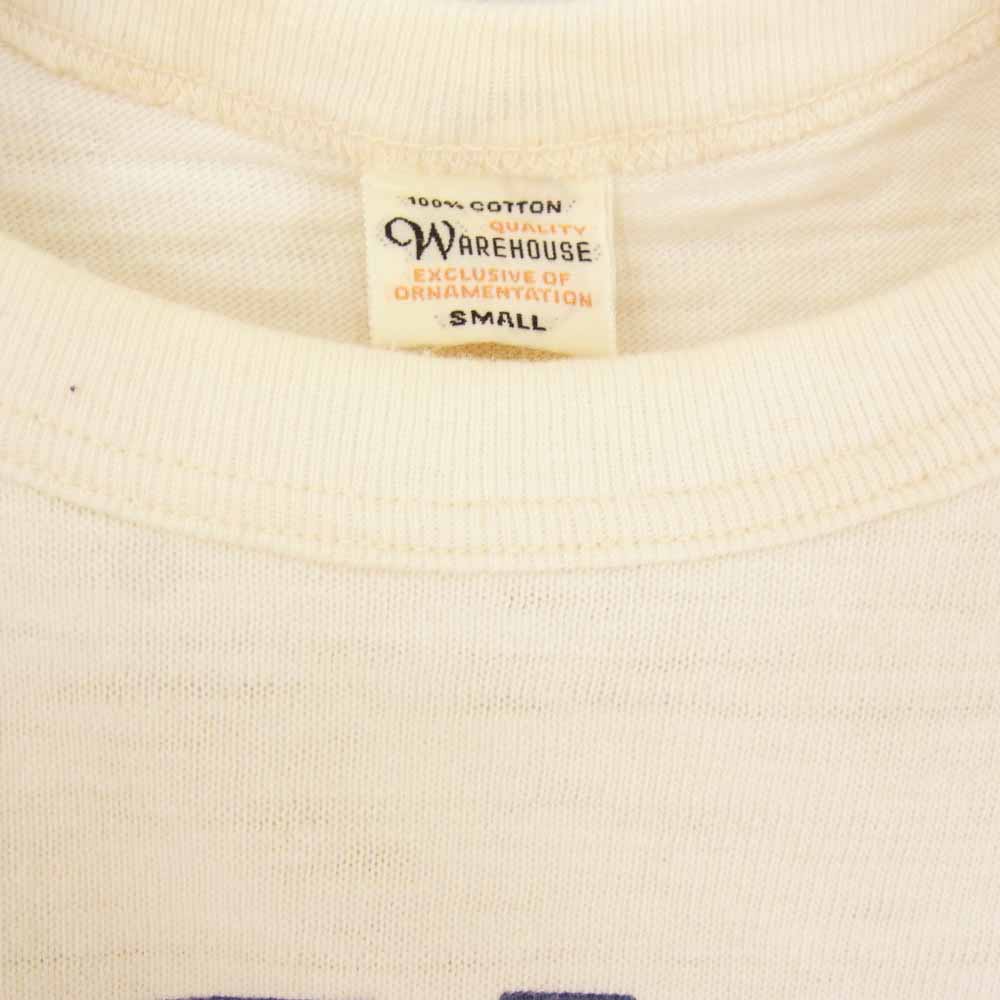 100% COTTON
QUALITY
WAREHOUSE
EXCLUSIVE OF
ORNAMENTATION
SMALL